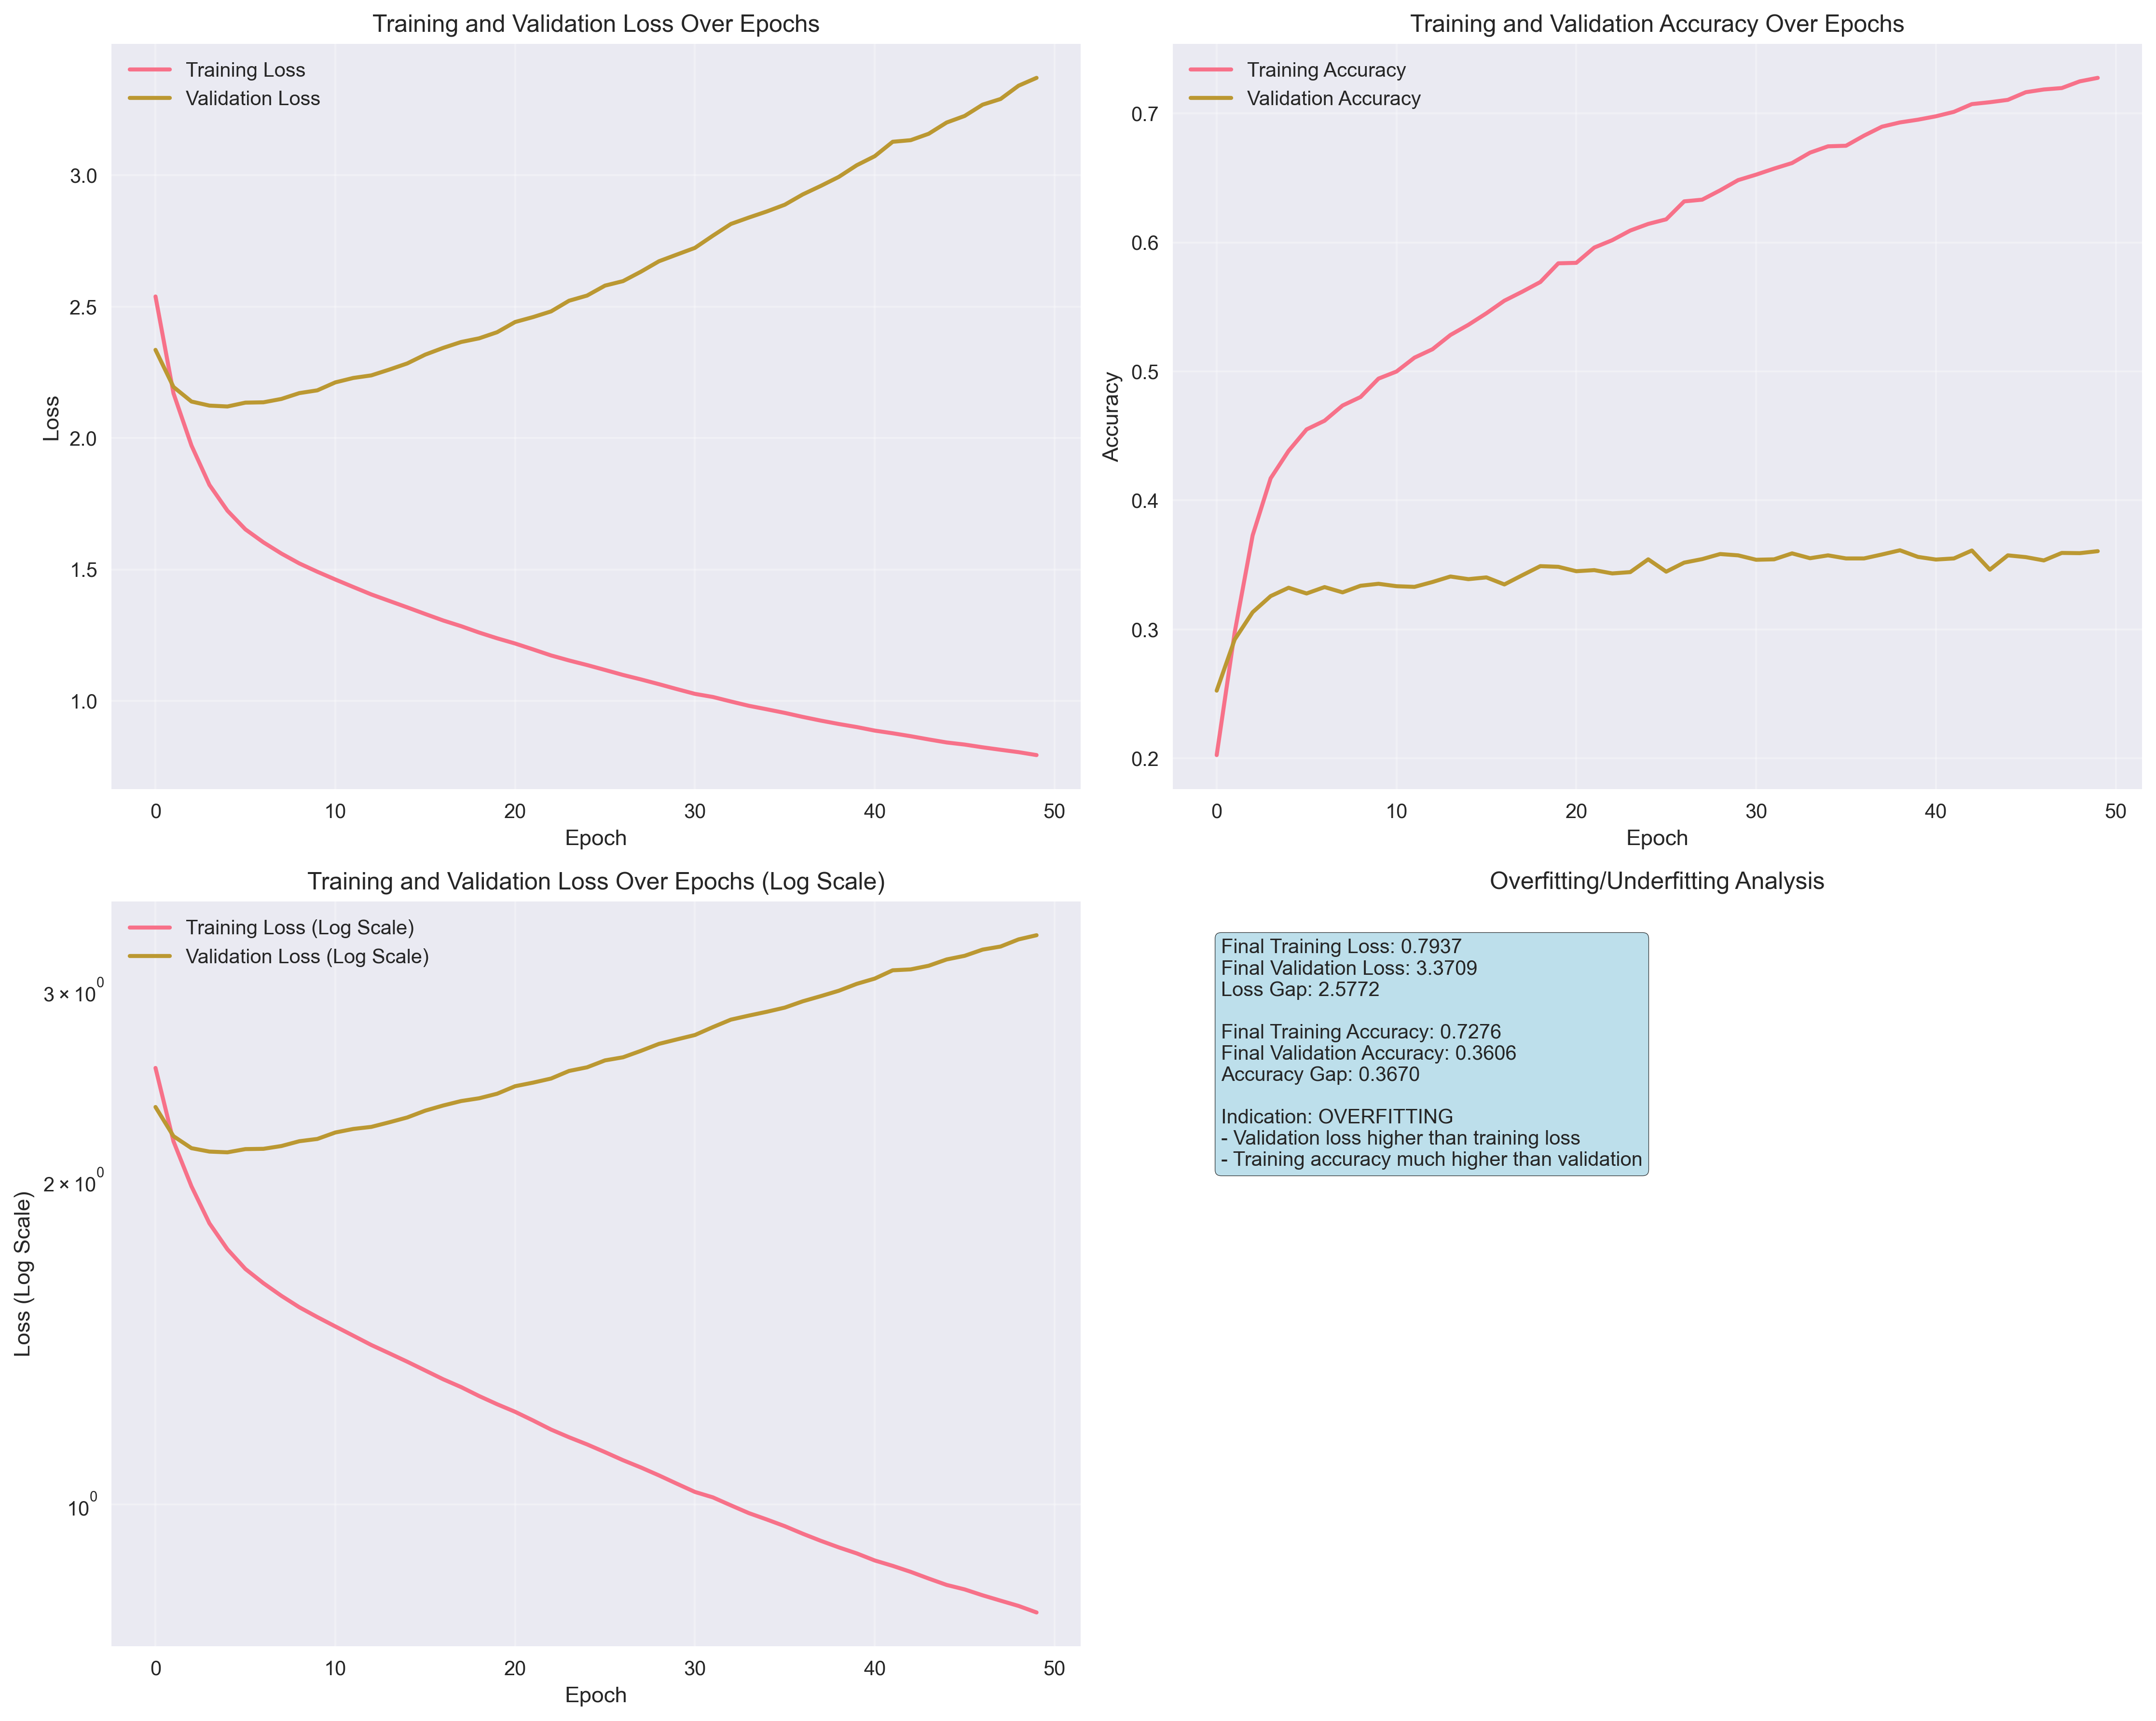 Training and Validation Loss Over Epochs
Training Loss
Validation Loss
3.0
2.5
2.0
1.5
1.0
Loss
0 10 20 30 40 50
Epoch
Training and Validation Accuracy Over Epochs
Training Accuracy
Validation Accuracy
0.7
0.6
0.5
0.4
0.3
0.2
Accuracy
0 10 20 30 40 50
Epoch
Training and Validation Loss Over Epochs (Log Scale)
Training Loss (Log Scale)
Validation Loss (Log Scale)
3 × 10⁰
2 × 10⁰
10⁰
Loss (Log Scale)
0 10 20 30 40 50
Epoch
Overfitting/Underfitting Analysis
Final Training Loss: 0.7937
Final Validation Loss: 3.3709
Loss Gap: 2.5772
Final Training Accuracy: 0.7276
Final Validation Accuracy: 0.3606
Accuracy Gap: 0.3670
Indication: OVERFITTING
- Validation loss higher than training loss
- Training accuracy much higher than validation